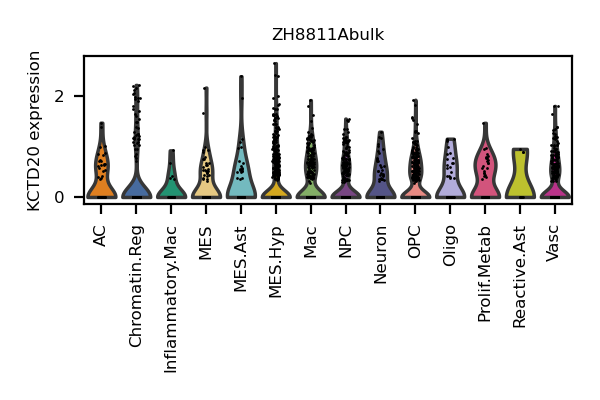 ZH8811Abulk
KCTD20 expression
2
0
AC
Chromatin.Reg
Inflammatory.Mac
MES
MES.Ast
MES.Hyp
Mac
NPC
Neuron
OPC
Oligo
Prolif.Metab
Reactive.Ast
Vasc